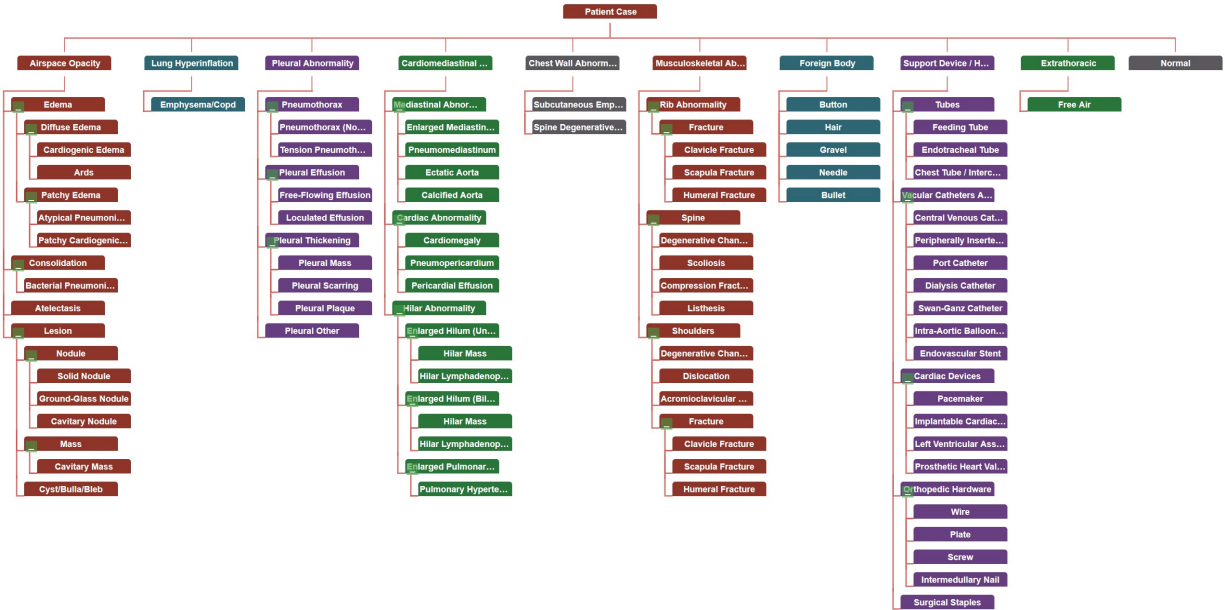 Patient Case
Airspace Opacity
Lung Hyperinflation
Pleural Abnormality
Cardiomediastinal ...
Chest Wall Abnorm...
Musculoskeletal Ab...
Foreign Body
Support Device / H...
Extrathoracic
Normal
Edema
Diffuse Edema
Cardiogenic Edema
Ards
Patchy Edema
Atypical Pneumoni...
Patchy Cardiogenic...
Consolidation
Bacterial Pneumoni...
Atelectasis
Lesion
Nodule
Solid Nodule
Ground-Glass Nodule
Cavitary Nodule
Mass
Cavitary Mass
Cyst/Bulla/Bleb
Emphysema/Copd
Pneumothorax
Pneumothorax (No...
Tension Pneumoth...
Pleural Effusion
Free-Flowing Effusion
Loculated Effusion
Pleural Thickening
Pleural Mass
Pleural Scarring
Pleural Plaque
Pleural Other
Mediastinal Abnor...
Enlarged Mediastin...
Pneumomediastinum
Ectatic Aorta
Calcified Aorta
Cardiac Abnormality
Cardiomegaly
Pneumopericardium
Pericardial Effusion
Hilar Abnormality
Enlarged Hilum (Un...
Hilar Mass
Hilar Lymphadenop...
Enlarged Hilum (Bil...
Hilar Mass
Hilar Lymphadenop...
Enlarged Pulmonar...
Pulmonary Hyperte...
Subcutaneous Emp...
Spine Degenerative...
Rib Abnormality
Fracture
Clavicle Fracture
Scapula Fracture
Humeral Fracture
Spine
Degenerative Chan...
Scoliosis
Compression Fract...
Listhesis
Shoulders
Degenerative Chan...
Dislocation
Acromioclavicular ...
Fracture
Clavicle Fracture
Scapula Fracture
Humeral Fracture
Button
Hair
Gravel
Needle
Bullet
Tubes
Feeding Tube
Endotracheal Tube
Chest Tube / Interc...
Vacular Catheters A...
Central Venous Cat...
Peripherally Inserte...
Port Catheter
Dialysis Catheter
Swan-Ganz Catheter
Intra-Aortic Balloon...
Endovascular Stent
Cardiac Devices
Pacemaker
Implantable Cardiac...
Left Ventricular Ass...
Prosthetic Heart Val...
Orthopedic Hardware
Wire
Plate
Screw
Intermedullary Nail
Surgical Staples
Free Air